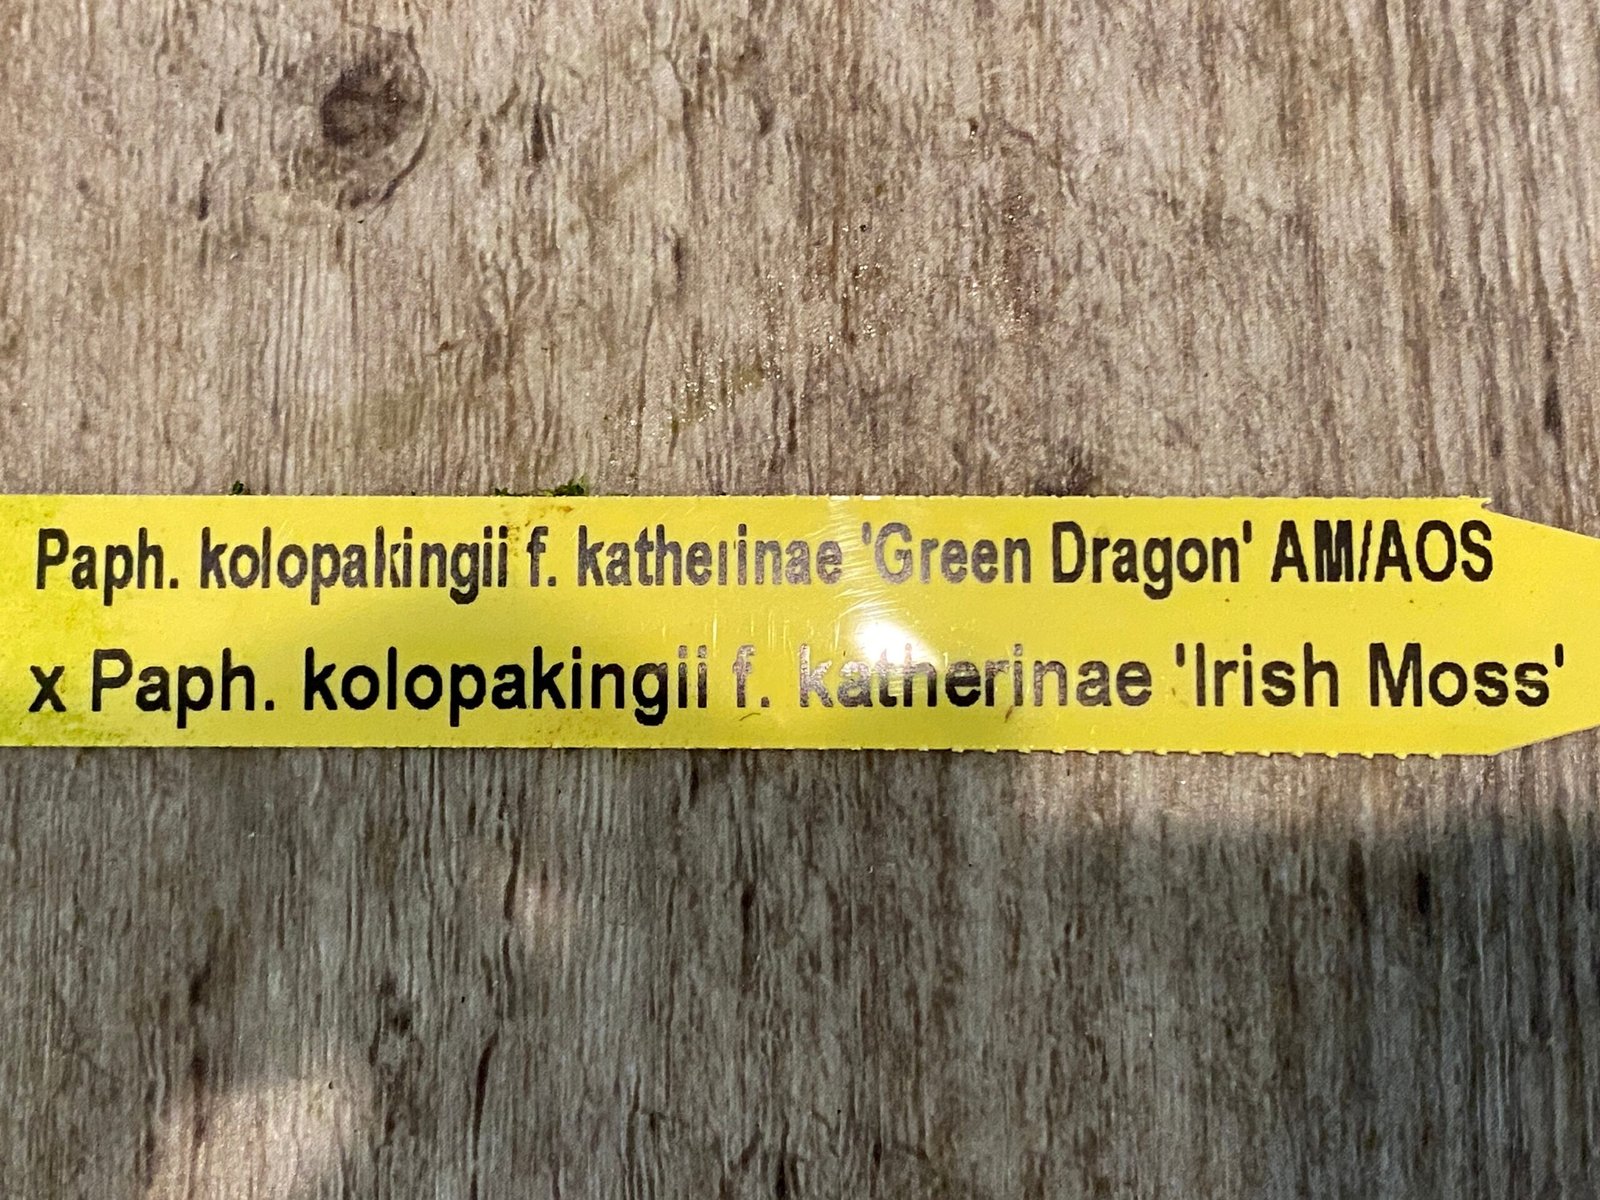 Paph. kolopakingii f. katherinae 'Green Dragon' AM/AOS
x Paph. kolopakingii f. katherinae 'Irish Moss'